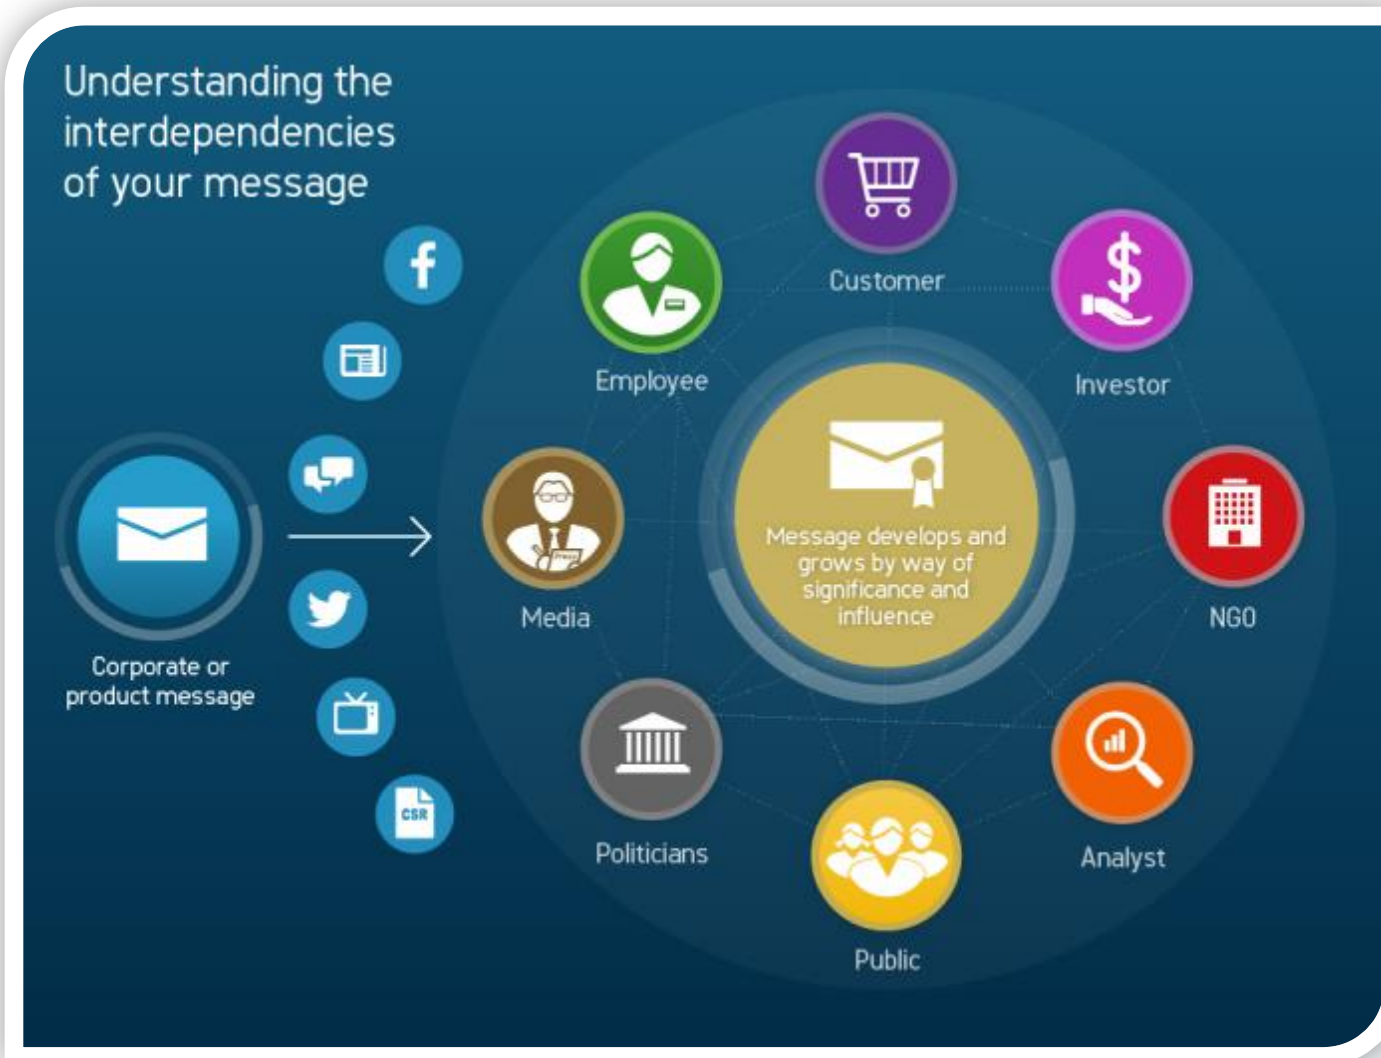 Understanding the
interdependencies
of your message
Corporate or
product message
CSR
Customer
Employee
Investor
Media
Press
Message develops and
grows by way of
significance and
influence
NGO
Politicians
Analyst
Public